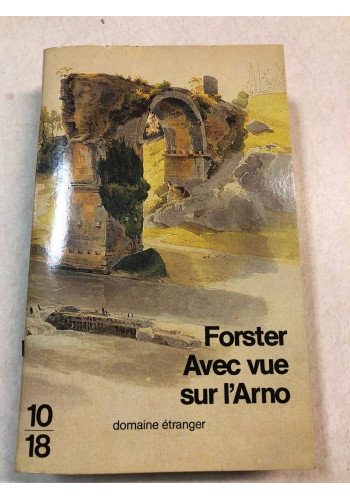 Forster
Avec vue
sur l'Arno
10
18
domaine étranger